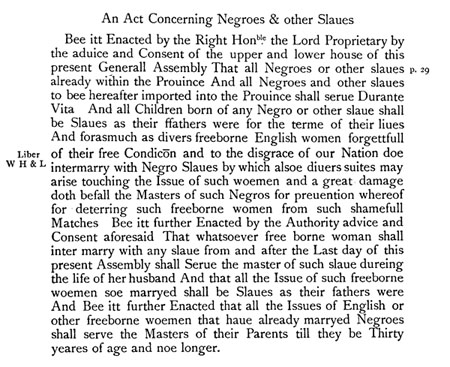 An Act Concerning Negroes & other Slaues
Bee itt Enacted by the Right Honble the Lord Proprietary by
the aduice and Consent of the upper and lower house of this
present Generall Assembly That all Negroes or other slaues p. 29
already within the Prouince And all Negroes and other slaues
to bee hereafter imported into the Prouince shall serue Durante
Vita And all Children born of any Negro or other slaue shall
be Slaues as their ffathers were for the terme of their liues
And forasmuch as divers freeborne English women forgettfull
Liber of their free Condicõn and to the disgrace of our Nation doe
W H & L intermarry with Negro Slaues by which alsoe diuers suites may
arise touching the Issue of such woemen and a great damage
doth befall the Masters of such Negros for preuention whereof
for deterring such freeborne women from such shamefull
Matches Bee itt further Enacted by the Authority advice and
Consent aforesaid That whatsoever free borne woman shall
inter marry with any slaue from and after the Last day of this
present Assembly shall Serue the master of such slaue dureing
the life of her husband And that all the Issue of such freeborne
woemen soe marryed shall be Slaues as their fathers were
And Bee itt further Enacted that all the Issues of English or
other freeborne woemen that haue already marryed Negroes
shall serve the Masters of their Parents till they be Thirty
yeares of age and noe longer.